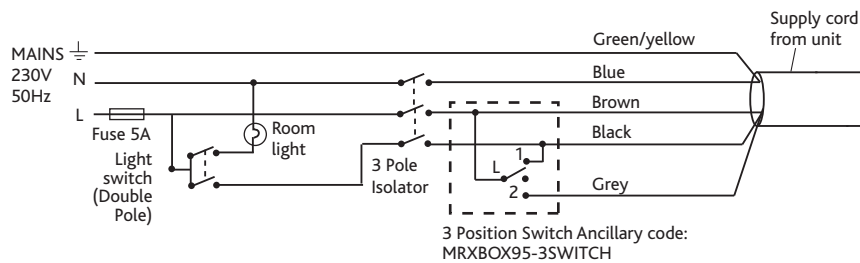 Supply cord
from unit
Green/yellow
MAINS
230V
50Hz
N
Blue
L
Brown
Fuse 5A
Room
light
Black
Light
switch
(Double
Pole)
3 Pole
Isolator
L
1
2
Grey
3 Position Switch Ancillary code:
MRXBOX95-3SWITCH